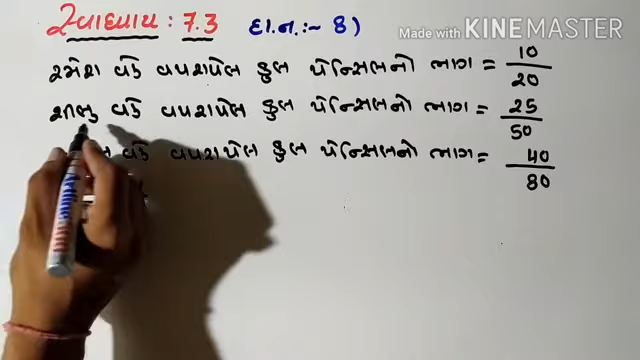 Made with KINEMASTER
સ્વાધ્યાય : 7.3 દા.ન. :~ 8)
રમેશ વડે વપરાયેલ કુલ પેન્સિલનો ભાગ = 10/20
શાલુ વડે વપરાયેલ કુલ પેન્સિલનો ભાગ = 25/50
વડે વપરાયેલ કુલ પેન્સિલનો ભાગ = 40/80